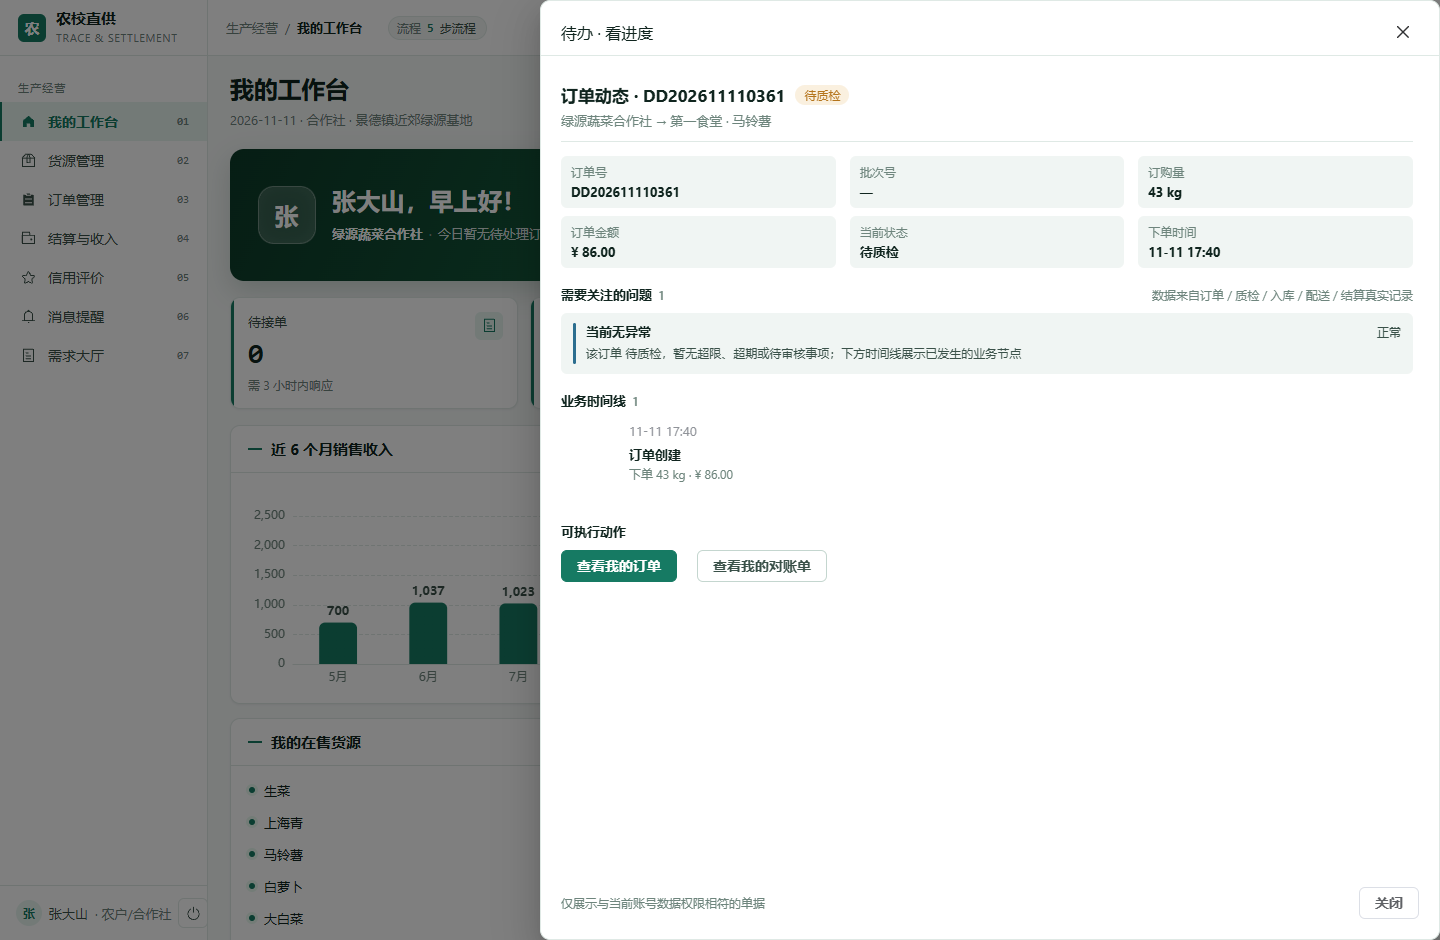 农
农校直供
TRACE & SETTLEMENT
生产经营
我的工作台 01
货源管理 02
订单管理 03
结算与收入 04
信用评价 05
消息提醒 06
需求大厅 07
张 张大山 · 农户/合作社
生产经营 / 我的工作台 流程 5 步流程
我的工作台
2026-11-11 · 合作社 · 景德镇近郊绿源基地
张
张大山，早上好！
绿源蔬菜合作社 · 今日暂无待处理订
待接单
0
需 3 小时内响应
近 6 个月销售收入
2,500
2,000
1,500
1,000
500
0
700
1,037
1,023
5月 6月 7月
我的在售货源
生菜
上海青
马铃薯
白萝卜
大白菜
待办 · 看进度
订单动态 · DD202611110361 待质检
绿源蔬菜合作社 → 第一食堂 · 马铃薯
订单号
DD202611110361
批次号
—
订购量
43 kg
订单金额
¥ 86.00
当前状态
待质检
下单时间
11-11 17:40
需要关注的问题 1
数据来自订单 / 质检 / 入库 / 配送 / 结算真实记录
当前无异常 正常
该订单 待质检，暂无超限、超期或待审核事项；下方时间线展示已发生的业务节点
业务时间线 1
11-11 17:40
订单创建
下单 43 kg · ¥ 86.00
可执行动作
查看我的订单 查看我的对账单
仅展示与当前账号数据权限相符的单据
关闭